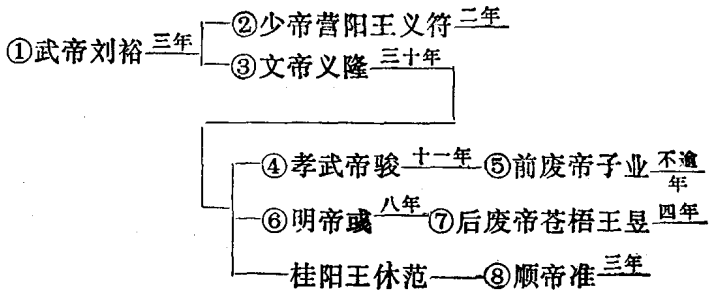 ①武帝刘裕 三年
②少帝营阳王义符 二年
③文帝义隆 三十年
④孝武帝骏 十一年 ⑤前废帝子业 不逾年
⑥明帝彧 八年 ⑦后废帝苍梧王昱 四年
桂阳王休范 ⑧顺帝准 三年